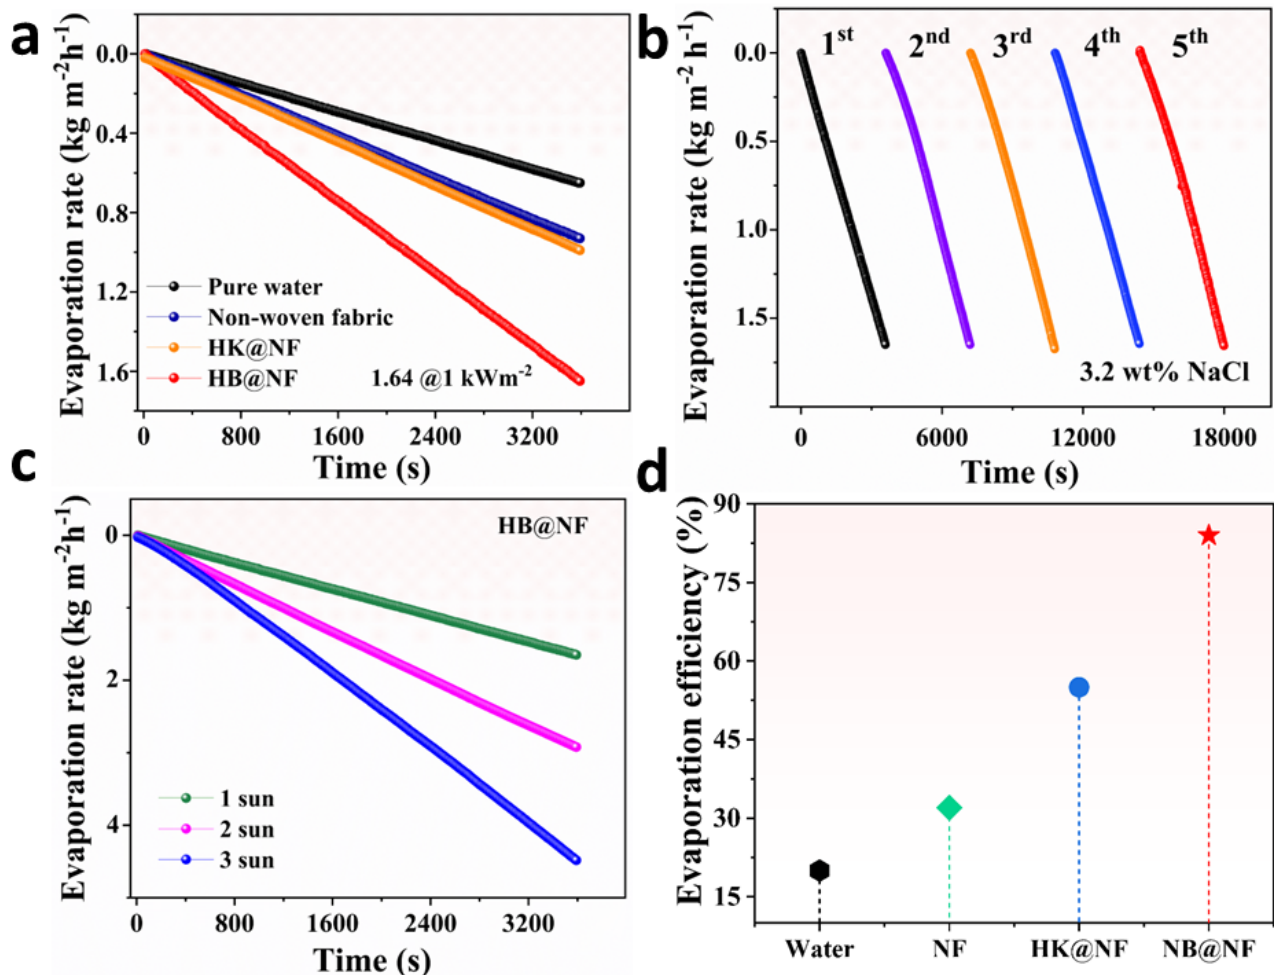 a
Evaporation rate (kg m⁻²h⁻¹)
0.0
0.4
0.8
1.2
1.6
Pure water
Non-woven fabric
HK@NF
HB@NF
1.64 @1 kWm⁻²
0 800 1600 2400 3200
Time (s)
b
Evaporation rate (kg m⁻² h⁻¹)
0.0
0.5
1.0
1.5
1ˢᵗ 2ⁿᵈ 3ʳᵈ 4ᵗʰ 5ᵗʰ
3.2 wt% NaCl
0 6000 12000 18000
Time (s)
c
Evaporation rate (kg m⁻²h⁻¹)
0
2
4
HB@NF
1 sun
2 sun
3 sun
0 800 1600 2400 3200
Time (s)
d
Evaporation efficiency (%)
90
75
60
45
30
15
Water NF HK@NF NB@NF